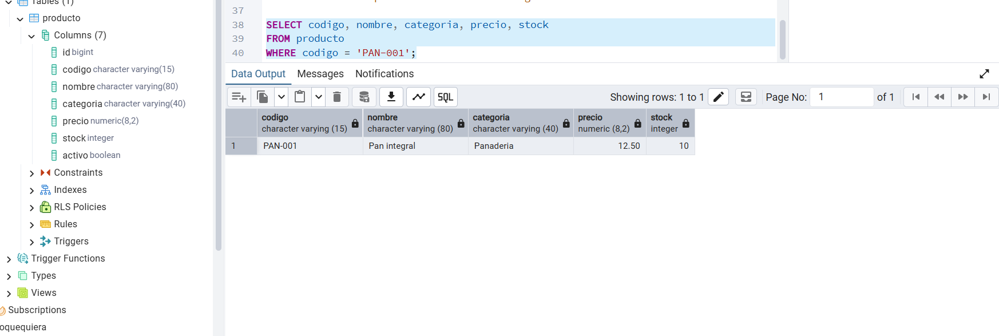 Tables (1)
producto
Columns (7)
id bigint
codigo character varying(15)
nombre character varying(80)
categoria character varying(40)
precio numeric(8,2)
stock integer
activo boolean
Constraints
Indexes
RLS Policies
Rules
Triggers
Trigger Functions
Types
Views
Subscriptions
oquequiera
37
38 SELECT codigo, nombre, categoria, precio, stock
39 FROM producto
40 WHERE codigo = 'PAN-001';
Data Output Messages Notifications
SQL Showing rows: 1 to 1 Page No: 1 of 1
codigo nombre categoria precio stock
character varying (15) character varying (80) character varying (40) numeric (8,2) integer
1 PAN-001 Pan integral Panaderia 12.50 10